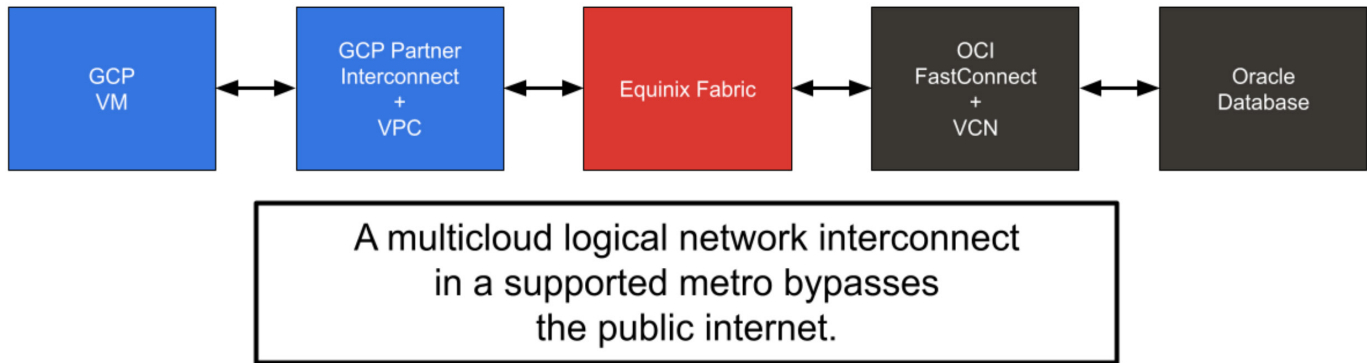 GCP
VM
GCP Partner
Interconnect
+
VPC
Equinix Fabric
OCI
FastConnect
+
VCN
Oracle
Database
A multicloud logical network interconnect
in a supported metro bypasses
the public internet.